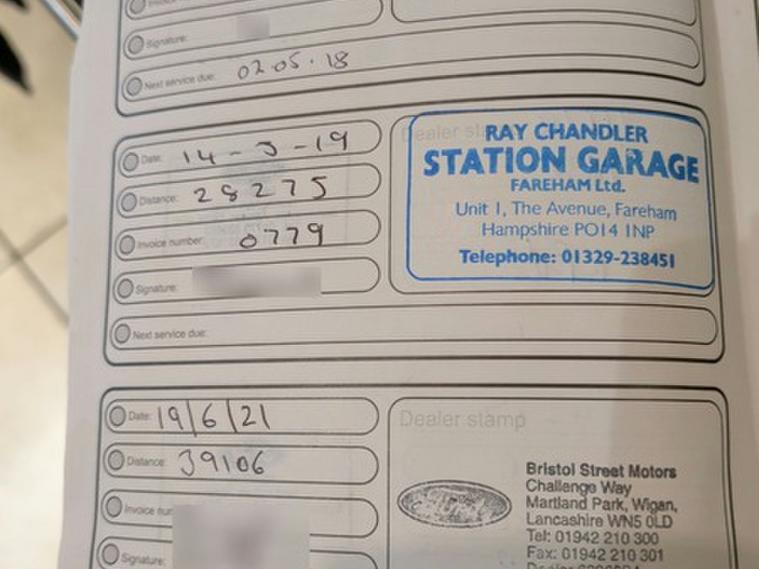 Signature:
Next service due: 02.05.18
Date: 14-3-19
Distance: 28275
Invoice number: 0779
Signature:
Next service due:
Dealer
RAY CHANDLER
STATION GARAGE
FAREHAM Ltd.
Unit 1, The Avenue, Fareham
Hampshire PO14 1NP
Telephone: 01329-238451
Date: 19/6/21
Distance: 39106
Invoice
Signature:
Dealer stamp
Bristol Street Motors
Challenge Way
Martland Park, Wigan,
Lancashire WN5 0LD
Tel: 01942 210 300
Fax: 01942 210 301